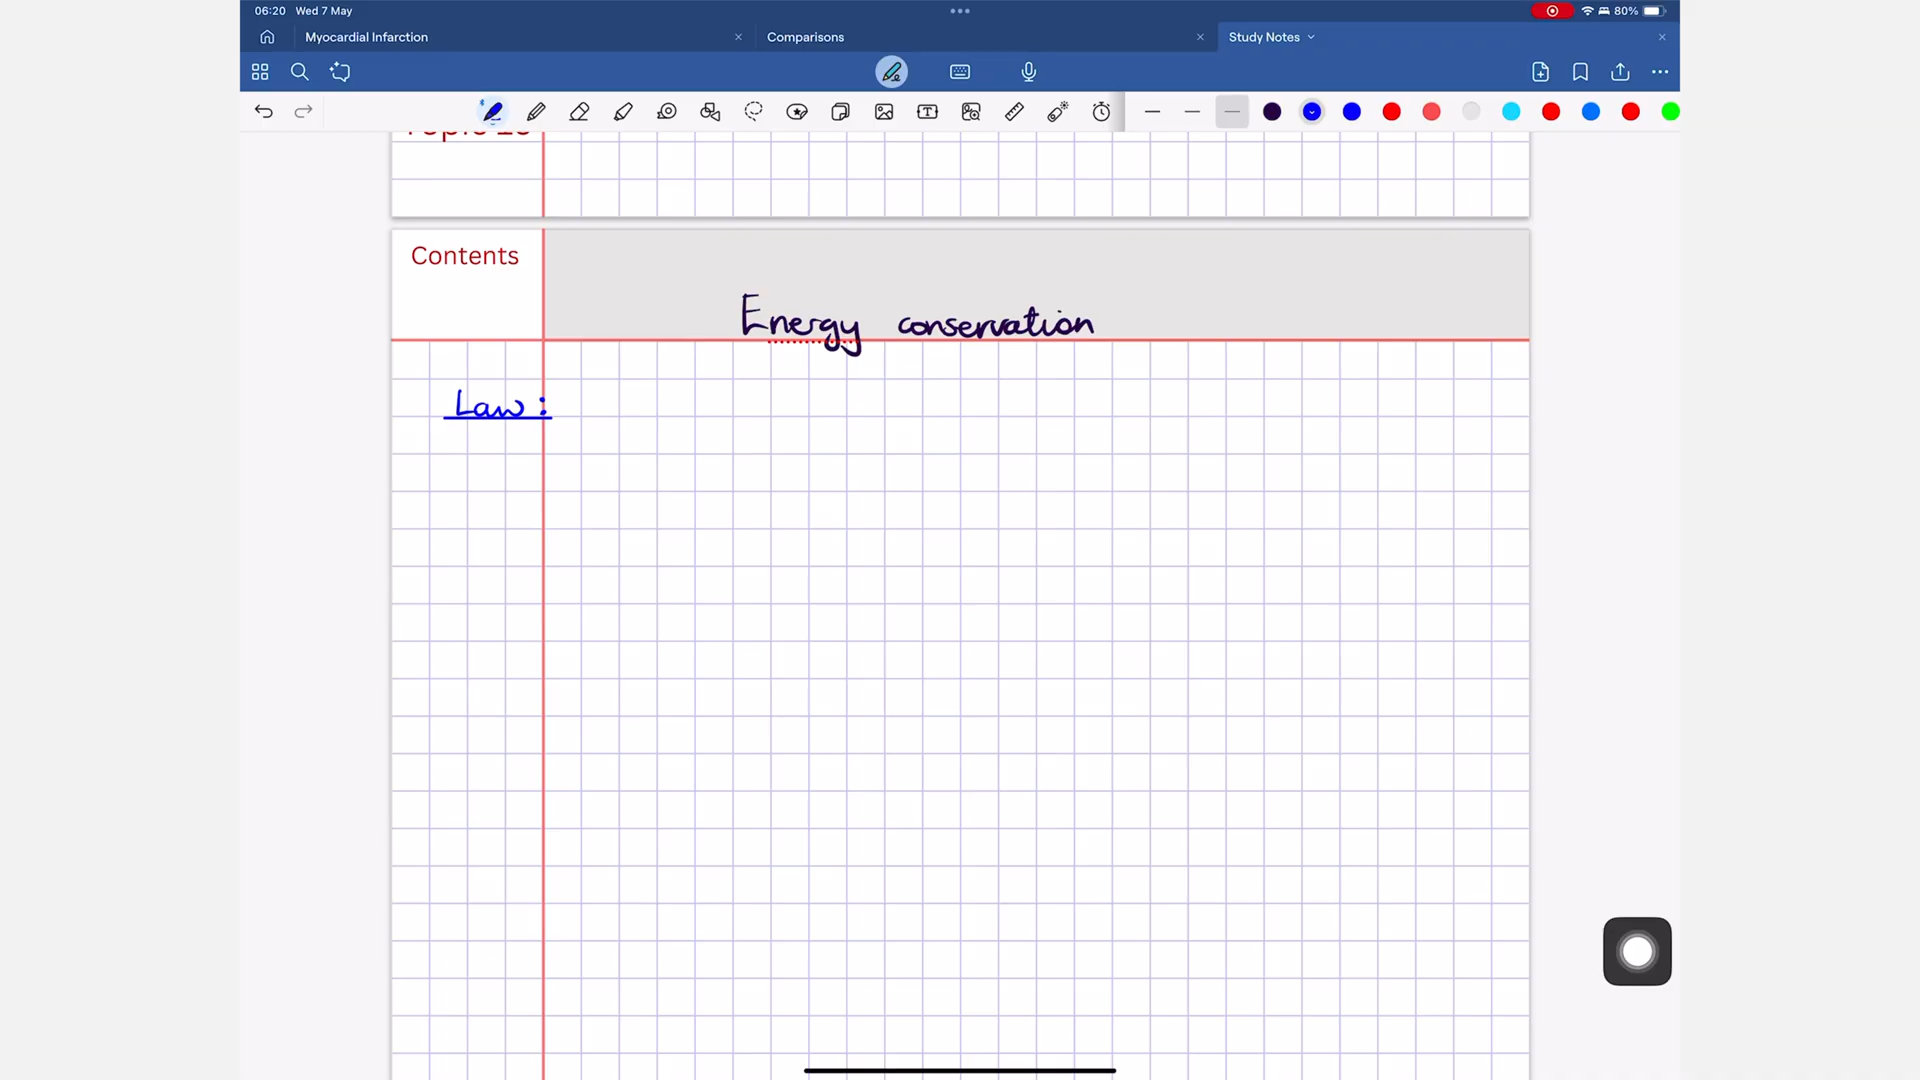 06:20 Wed 7 May
80%
Myocardial Infarction
Comparisons
Study Notes
Contents
Energy conservation
Law :